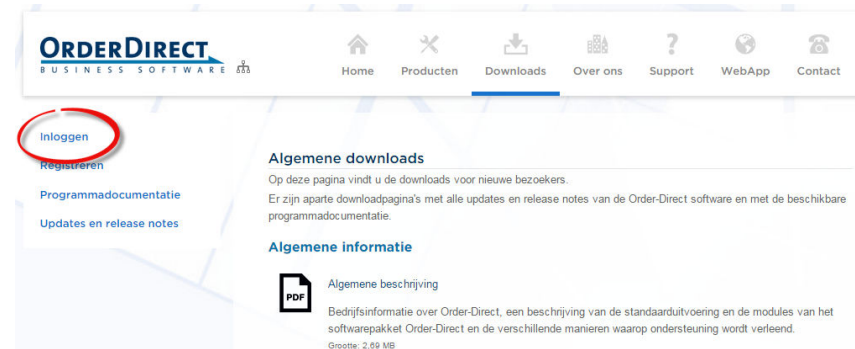 ORDERDIRECT
BUSINESS SOFTWARE
Home Producten Downloads Over ons Support WebApp Contact
Inloggen
Registreren
Programmadocumentatie
Updates en release notes
Algemene downloads
Op deze pagina vindt u de downloads voor nieuwe bezoekers.
Er zijn aparte downloadpagina's met alle updates en release notes van de Order-Direct software en met de beschikbare
programmadocumentatie.
Algemene informatie
PDF
Algemene beschrijving
Bedrijfsinformatie over Order-Direct, een beschrijving van de standaarduitvoering en de modules van het
softwarepakket Order-Direct en de verschillende manieren waarop ondersteuning wordt verleend.
Grootte: 2.69 MB